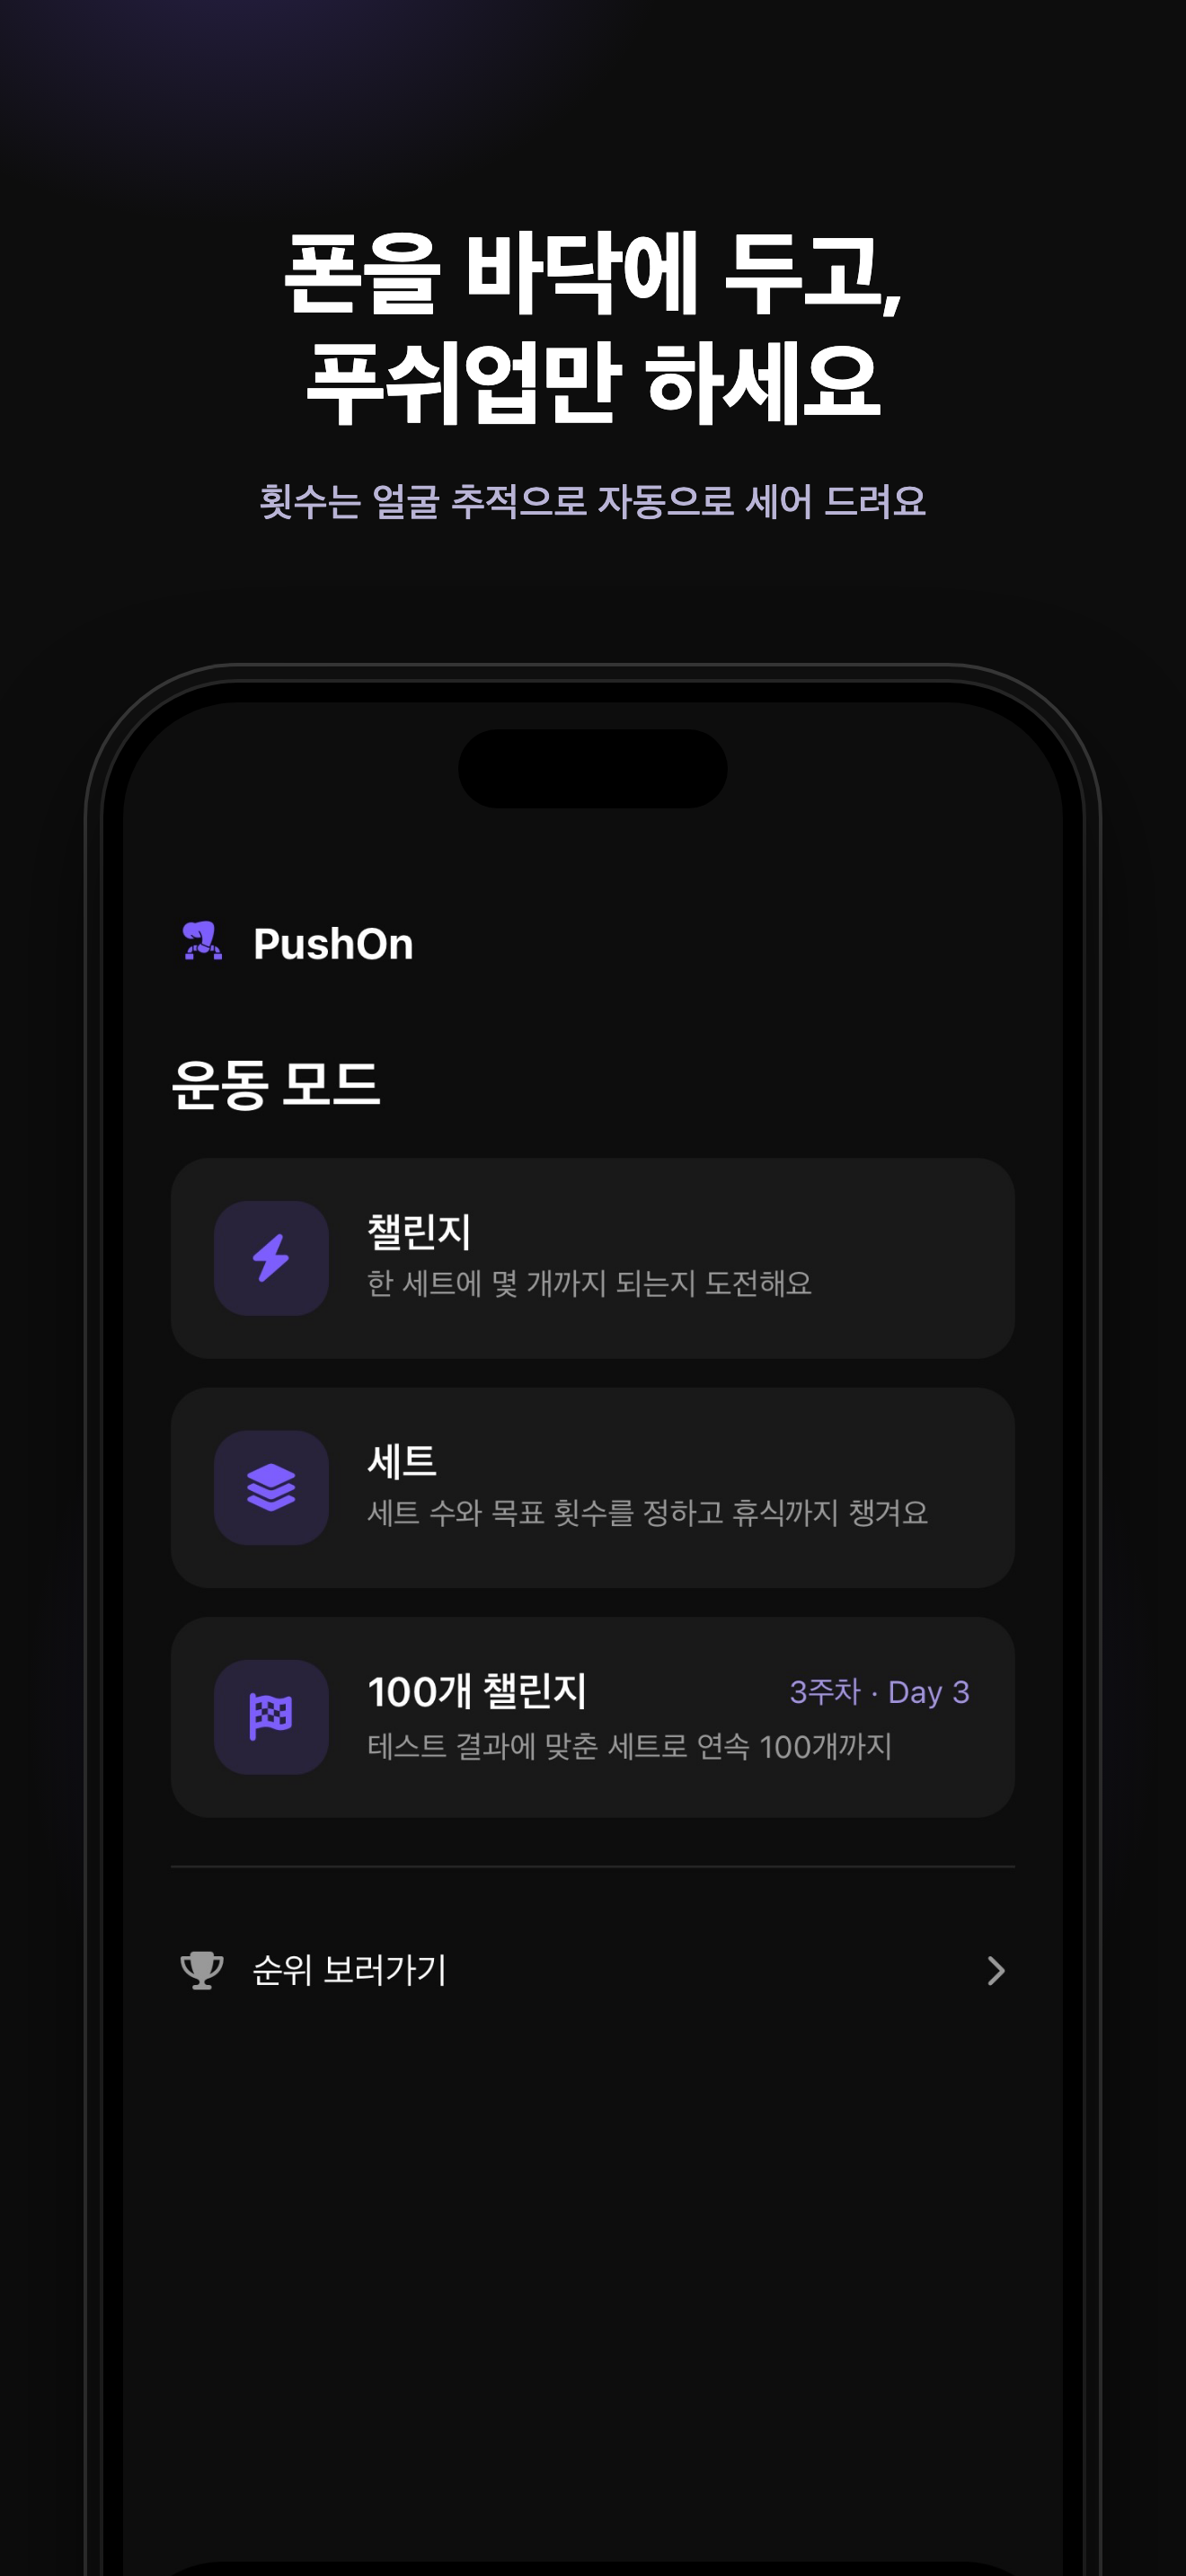 폰을 바닥에 두고,
푸쉬업만 하세요
횟수는 얼굴 추적으로 자동으로 세어 드려요
PushOn
운동 모드
챌린지
한 세트에 몇 개까지 되는지 도전해요
세트
세트 수와 목표 횟수를 정하고 휴식까지 챙겨요
100개 챌린지 3주차 · Day 3
테스트 결과에 맞춘 세트로 연속 100개까지
순위 보러가기